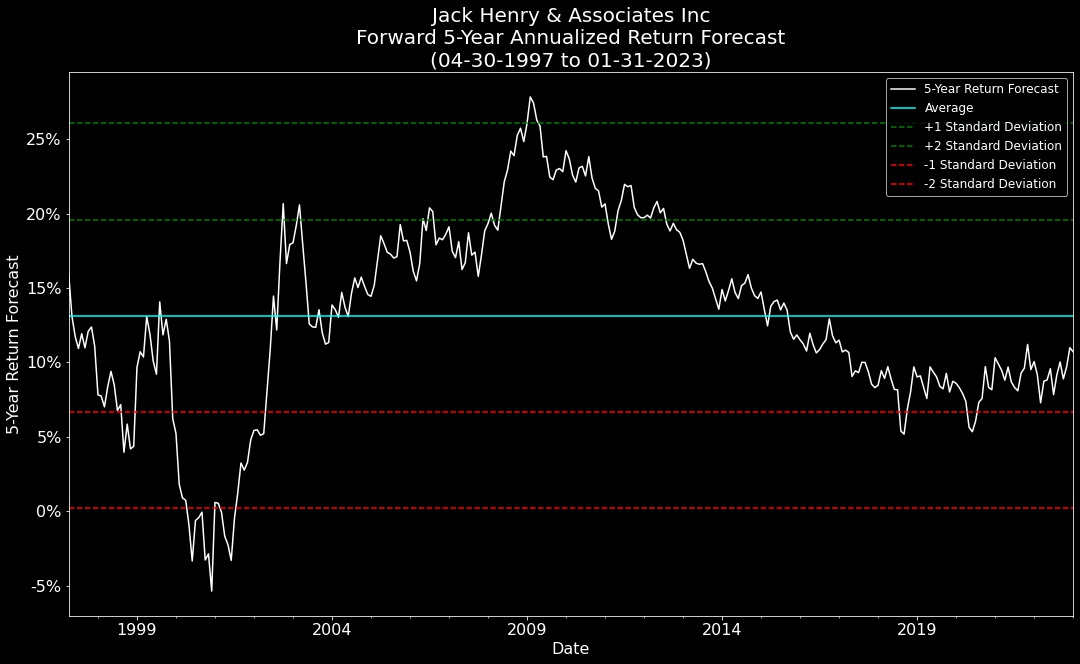 Jack Henry & Associates Inc
Forward 5-Year Annualized Return Forecast
(04-30-1997 to 01-31-2023)
5-Year Return Forecast
Average
+1 Standard Deviation
+2 Standard Deviation
-1 Standard Deviation
-2 Standard Deviation
5-Year Return Forecast
25%
20%
15%
10%
5%
0%
-5%
1999 2004 2009 2014 2019
Date